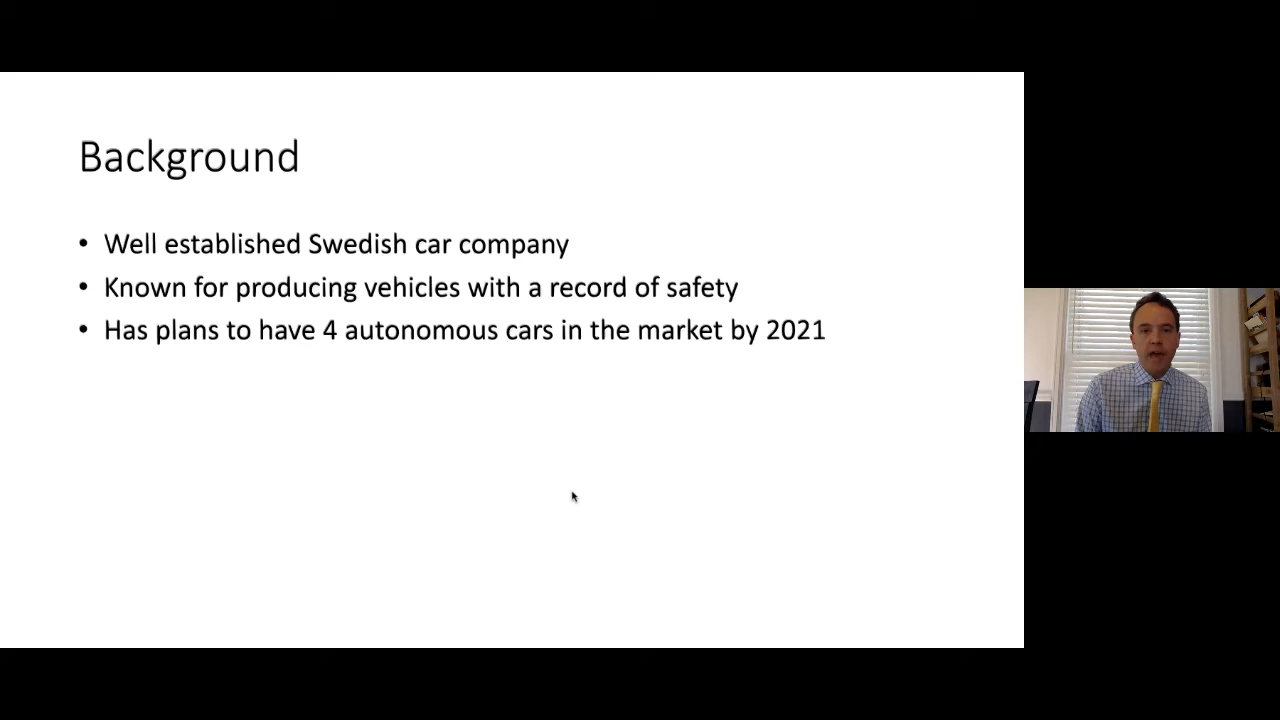 Background
• Well established Swedish car company
• Known for producing vehicles with a record of safety
• Has plans to have 4 autonomous cars in the market by 2021